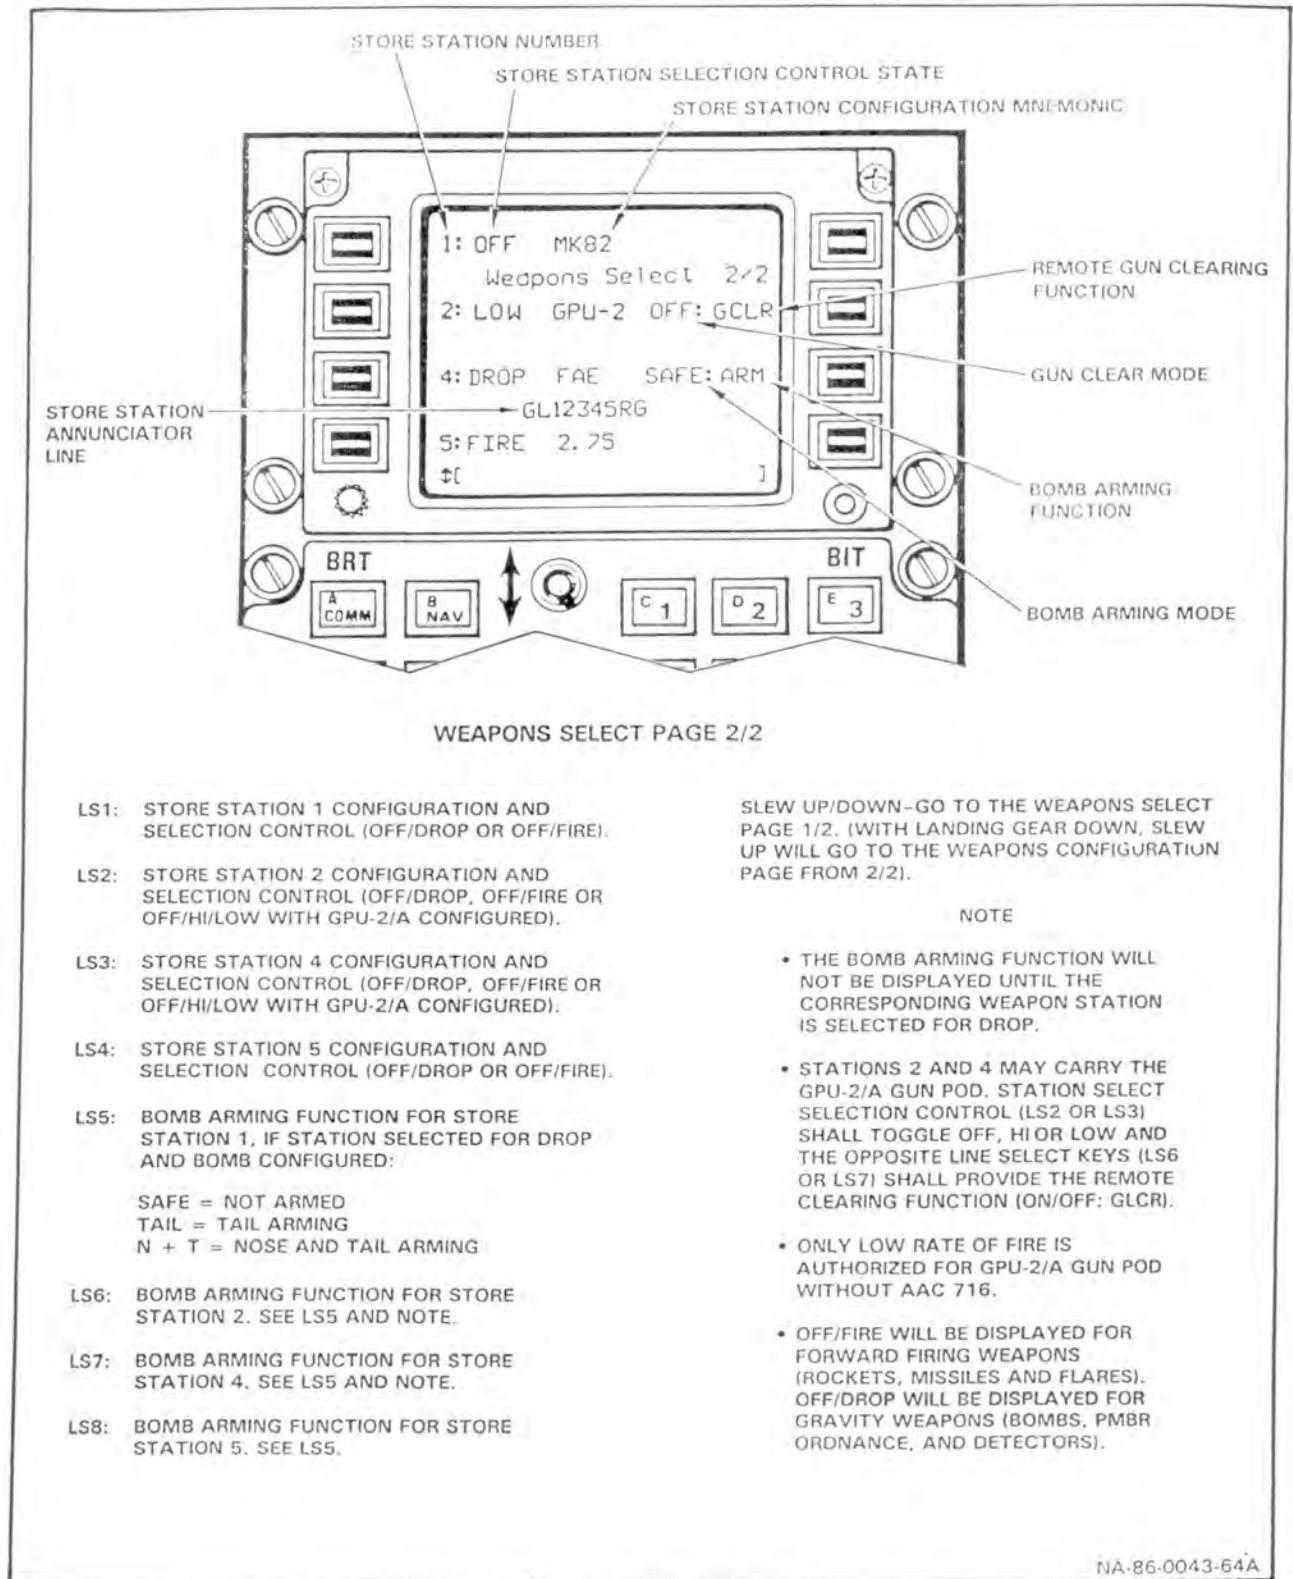 STORE STATION NUMBER
STORE STATION SELECTION CONTROL STATE
STORE STATION CONFIGURATION MNEMONIC
1: OFF MK82
Weapons Select 2/2
2: LOW GPU-2 OFF: GCLR
4: DROP FAE SAFE: ARM
GL12345RG
5: FIRE 2.75
↕[ ]
REMOTE GUN CLEARING
FUNCTION
GUN CLEAR MODE
STORE STATION
ANNUNCIATOR
LINE
BOMB ARMING
FUNCTION
BOMB ARMING MODE
BRT
BIT
A
COMM
B
NAV
C 1
D 2
E 3
WEAPONS SELECT PAGE 2/2
LS1: STORE STATION 1 CONFIGURATION AND
SELECTION CONTROL (OFF/DROP OR OFF/FIRE).
LS2: STORE STATION 2 CONFIGURATION AND
SELECTION CONTROL (OFF/DROP, OFF/FIRE OR
OFF/HI/LOW WITH GPU-2/A CONFIGURED).
LS3: STORE STATION 4 CONFIGURATION AND
SELECTION CONTROL (OFF/DROP, OFF/FIRE OR
OFF/HI/LOW WITH GPU-2/A CONFIGURED).
LS4: STORE STATION 5 CONFIGURATION AND
SELECTION CONTROL (OFF/DROP OR OFF/FIRE).
LS5: BOMB ARMING FUNCTION FOR STORE
STATION 1, IF STATION SELECTED FOR DROP
AND BOMB CONFIGURED:
SAFE = NOT ARMED
TAIL = TAIL ARMING
N + T = NOSE AND TAIL ARMING
LS6: BOMB ARMING FUNCTION FOR STORE
STATION 2. SEE LS5 AND NOTE.
LS7: BOMB ARMING FUNCTION FOR STORE
STATION 4. SEE LS5 AND NOTE.
LS8: BOMB ARMING FUNCTION FOR STORE
STATION 5. SEE LS5.
SLEW UP/DOWN-GO TO THE WEAPONS SELECT
PAGE 1/2. (WITH LANDING GEAR DOWN, SLEW
UP WILL GO TO THE WEAPONS CONFIGURATION
PAGE FROM 2/2).
NOTE
• THE BOMB ARMING FUNCTION WILL
NOT BE DISPLAYED UNTIL THE
CORRESPONDING WEAPON STATION
IS SELECTED FOR DROP.
• STATIONS 2 AND 4 MAY CARRY THE
GPU-2/A GUN POD. STATION SELECT
SELECTION CONTROL (LS2 OR LS3)
SHALL TOGGLE OFF, HI OR LOW AND
THE OPPOSITE LINE SELECT KEYS (LS6
OR LS7) SHALL PROVIDE THE REMOTE
CLEARING FUNCTION (ON/OFF: GLCR).
• ONLY LOW RATE OF FIRE IS
AUTHORIZED FOR GPU-2/A GUN POD
WITHOUT AAC 716.
• OFF/FIRE WILL BE DISPLAYED FOR
FORWARD FIRING WEAPONS
(ROCKETS, MISSILES AND FLARES).
OFF/DROP WILL BE DISPLAYED FOR
GRAVITY WEAPONS (BOMBS, PMBR
ORDNANCE, AND DETECTORS).
NA-86-0043-64A